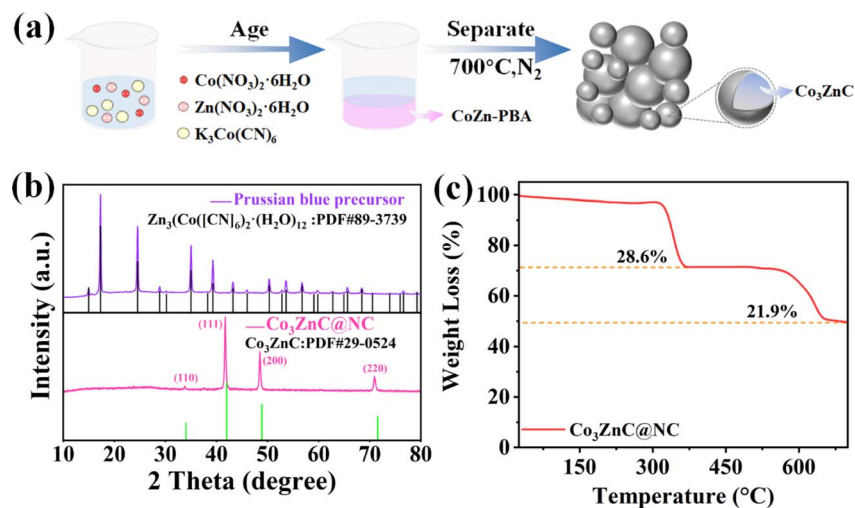 (a)
Age
Separate
700°C,N₂
Co(NO₃)₂·6H₂O
Zn(NO₃)₂·6H₂O
K₃Co(CN)₆
CoZn-PBA
Co₃ZnC
(b)
Prussian blue precursor
Zn₃(Co([CN]₆)₂·(H₂O)₁₂ :PDF#89-3739
Co₃ZnC@NC
Co₃ZnC:PDF#29-0524
(110)
(111)
(200)
(220)
Intensity (a.u.)
10 20 30 40 50 60 70 80
2 Theta (degree)
(c)
Weight Loss (%)
100
80
60
40
20
0
28.6%
21.9%
Co₃ZnC@NC
150 300 450 600
Temperature (°C)